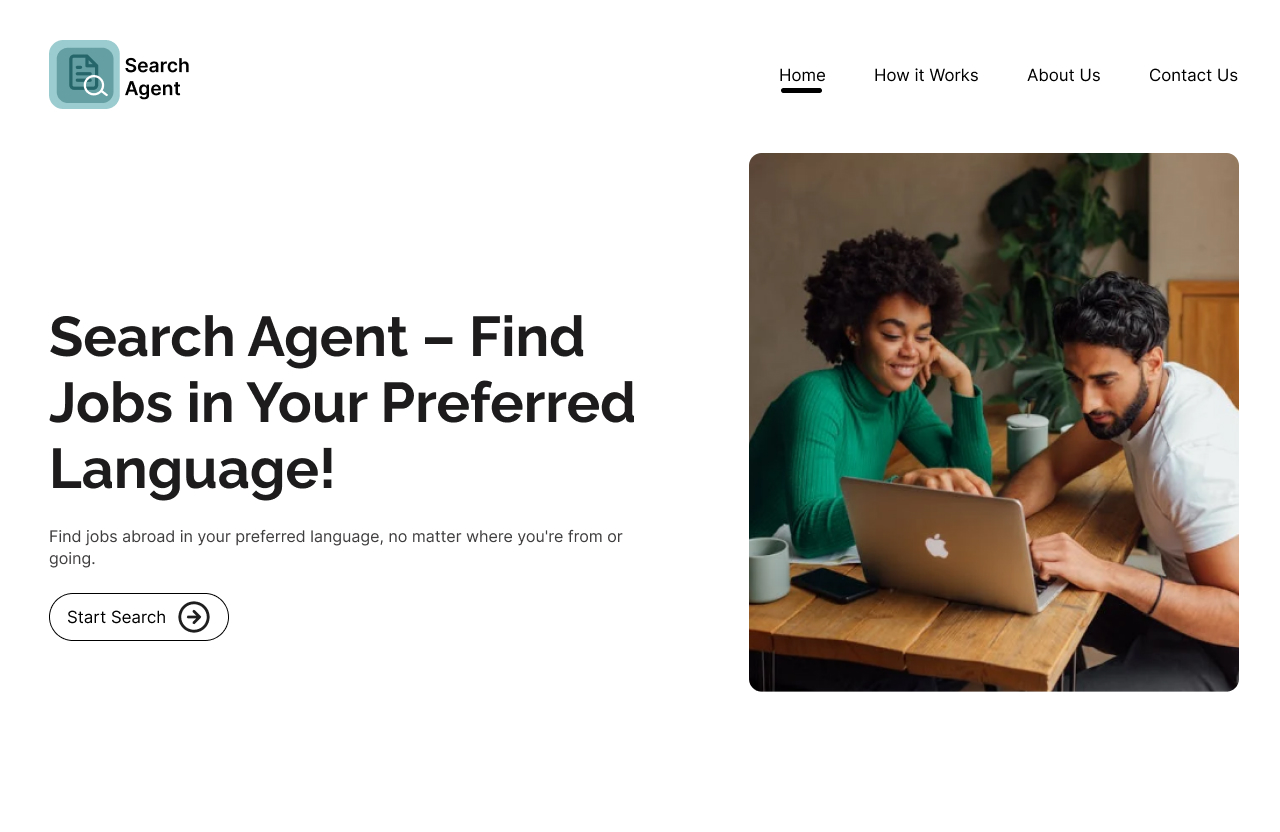 Search
Agent
Home
How it Works
About Us
Contact Us
Search Agent – Find
Jobs in Your Preferred
Language!
Find jobs abroad in your preferred language, no matter where you're from or
going.
Start Search